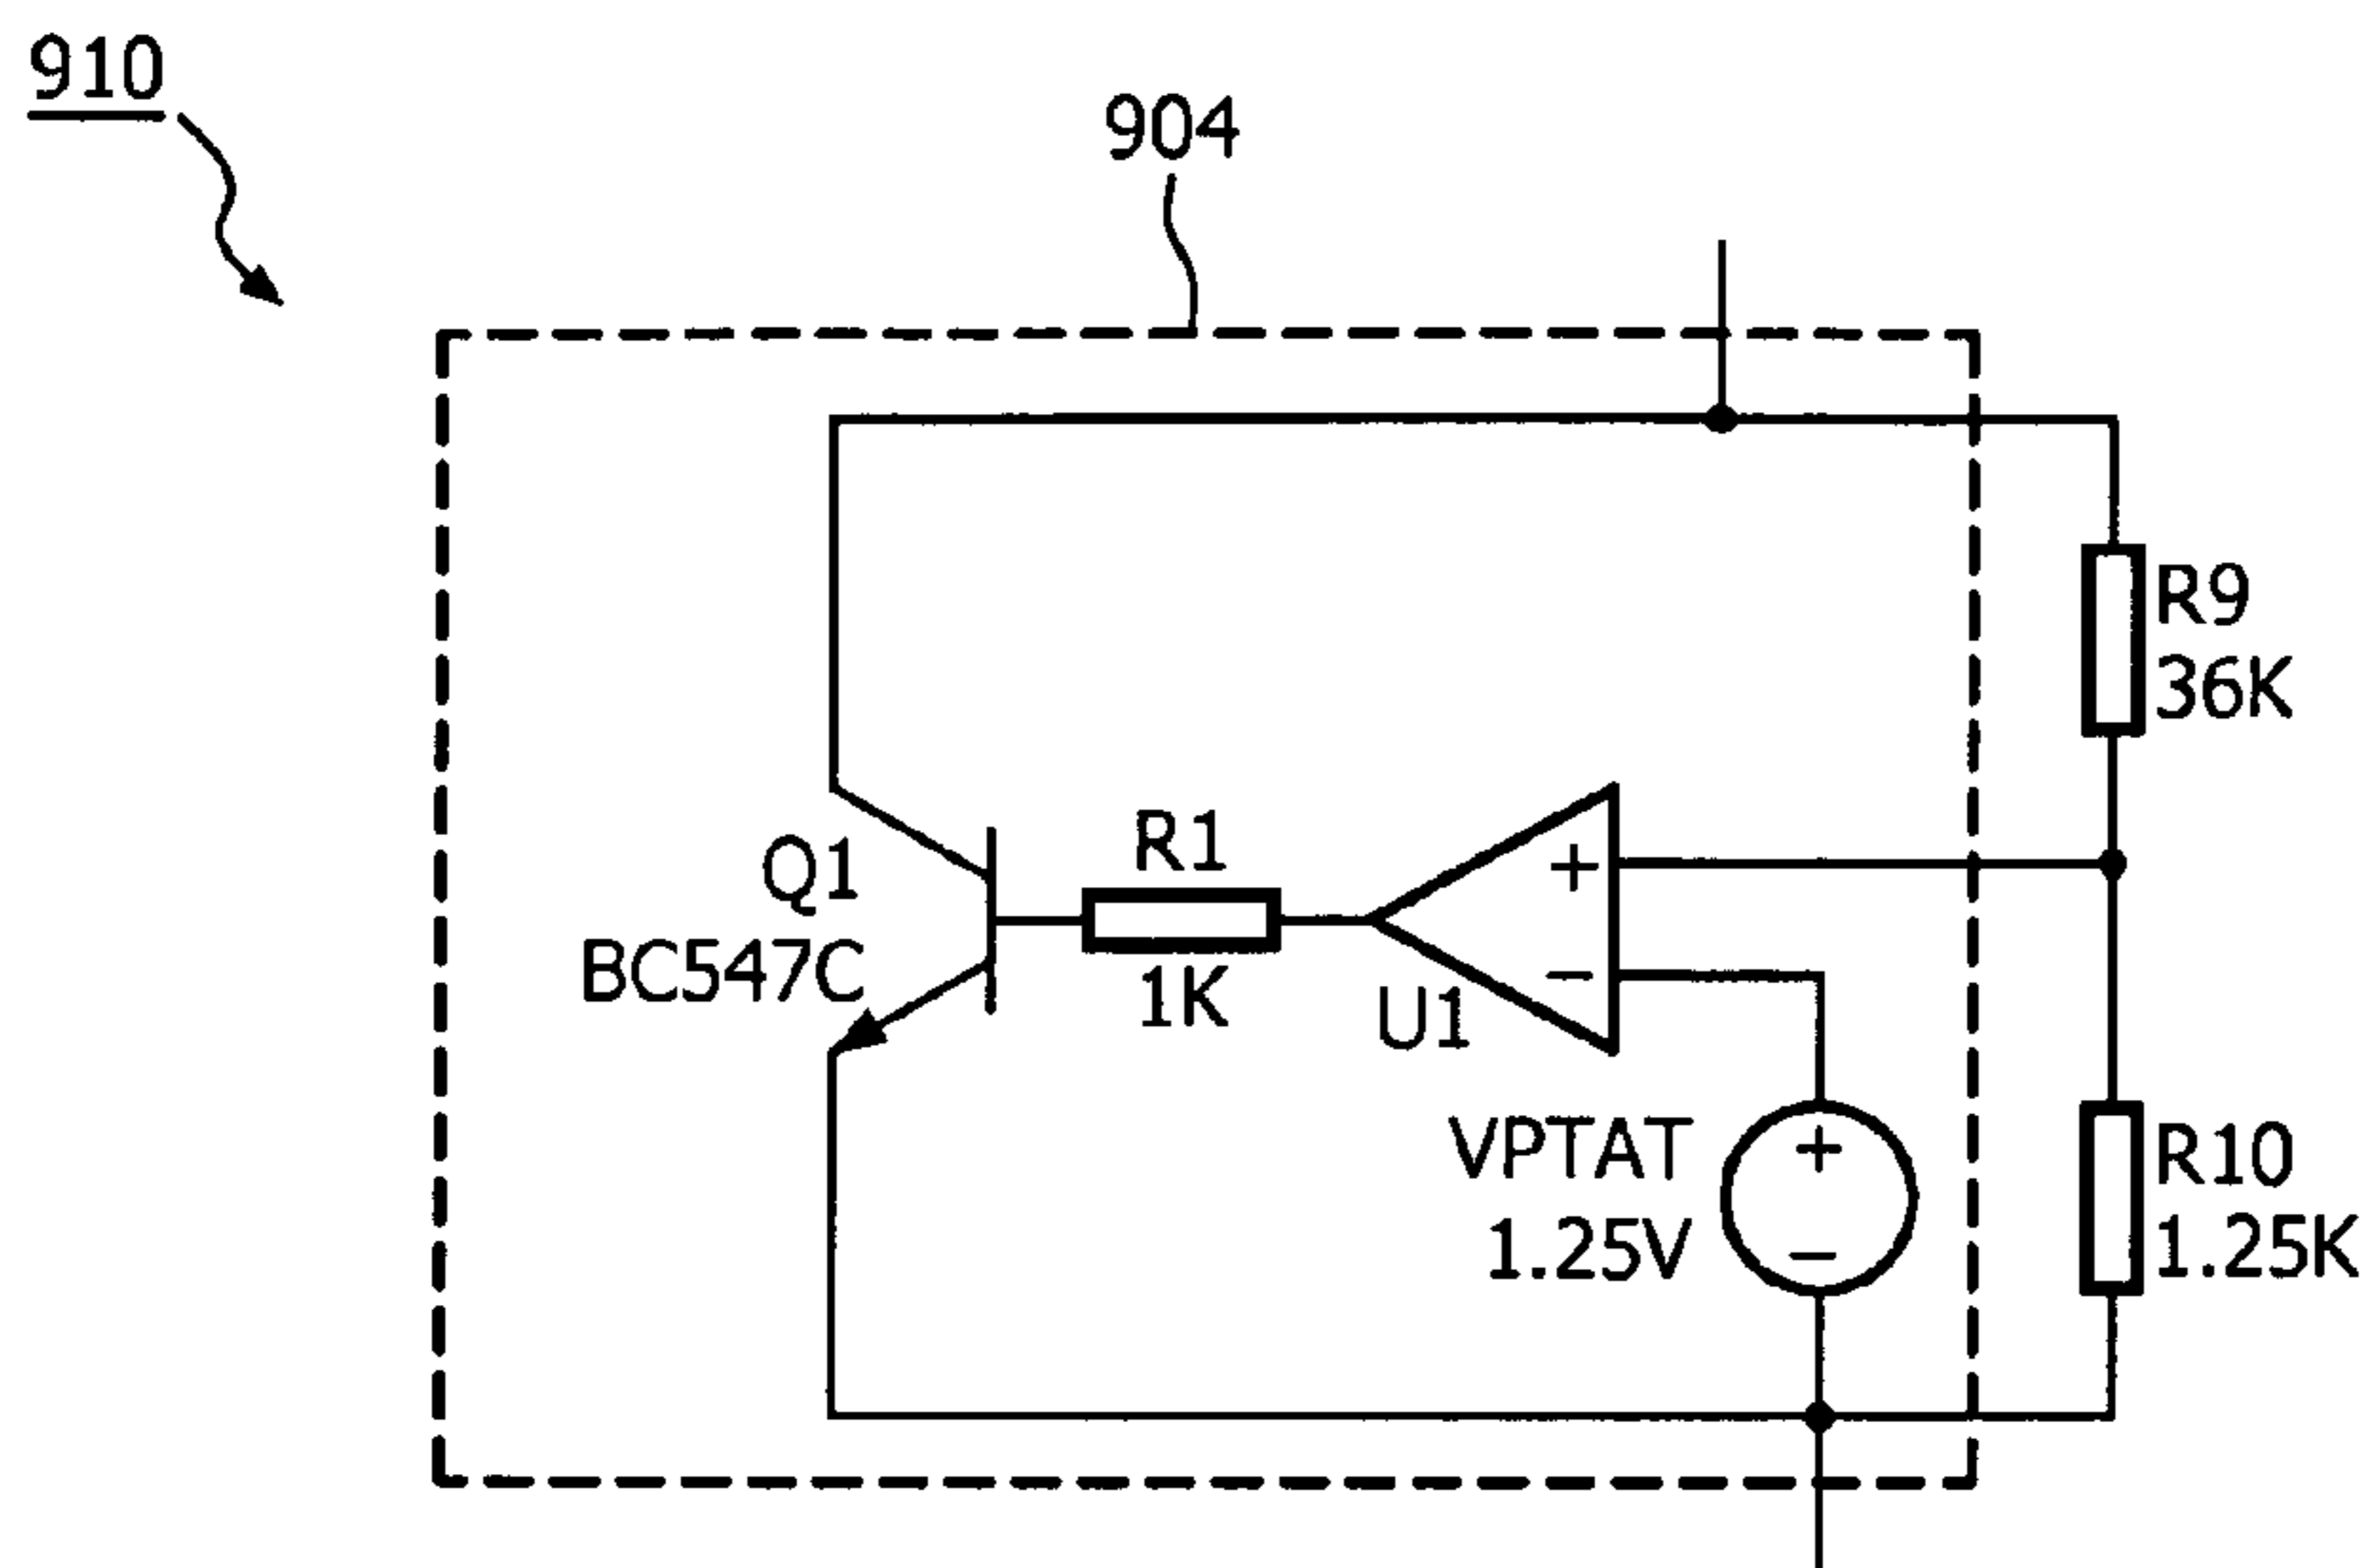 910
904
R9
36K
R1
+
Q1
BC547C
1K
−
U1
VPTAT
1.25V
+
−
R10
1.25K